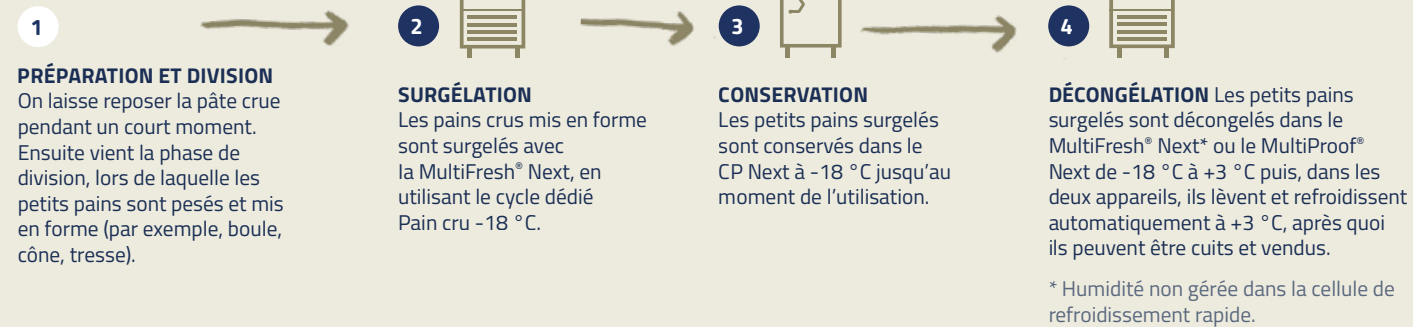 1
PRÉPARATION ET DIVISION
On laisse reposer la pâte crue
pendant un court moment.
Ensuite vient la phase de
division, lors de laquelle les
petits pains sont pesés et mis
en forme (par exemple, boule,
cône, tresse).
2
SURGÉLATION
Les pains crus mis en forme
sont surgelés avec
la MultiFresh® Next, en
utilisant le cycle dédié
Pain cru -18 °C.
3
CONSERVATION
Les petits pains surgelés
sont conservés dans le
CP Next à -18 °C jusqu'au
moment de l'utilisation.
4
DÉCONGÉLATION Les petits pains
surgelés sont décongelés dans le
MultiFresh® Next* ou le MultiProof®
Next de -18 °C à +3 °C puis, dans les
deux appareils, ils lèvent et refroidissent
automatiquement à +3 °C, après quoi
ils peuvent être cuits et vendus.
* Humidité non gérée dans la cellule de
refroidissement rapide.